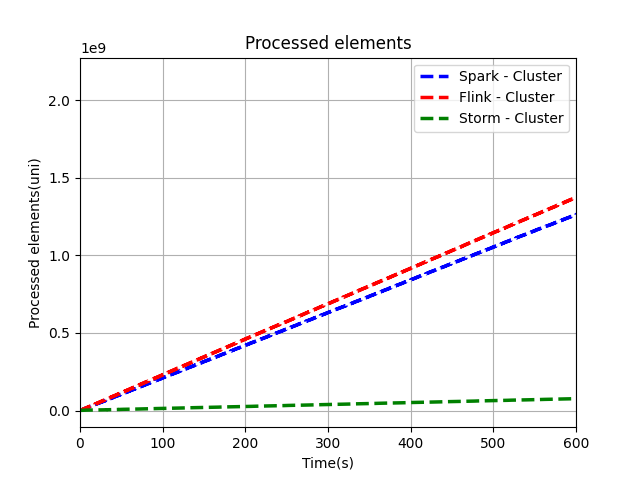 Processed elements
1e9
Spark - Cluster
Flink - Cluster
Storm - Cluster
2.0
1.5
1.0
0.5
0.0
Processed elements(uni)
0 100 200 300 400 500 600
Time(s)